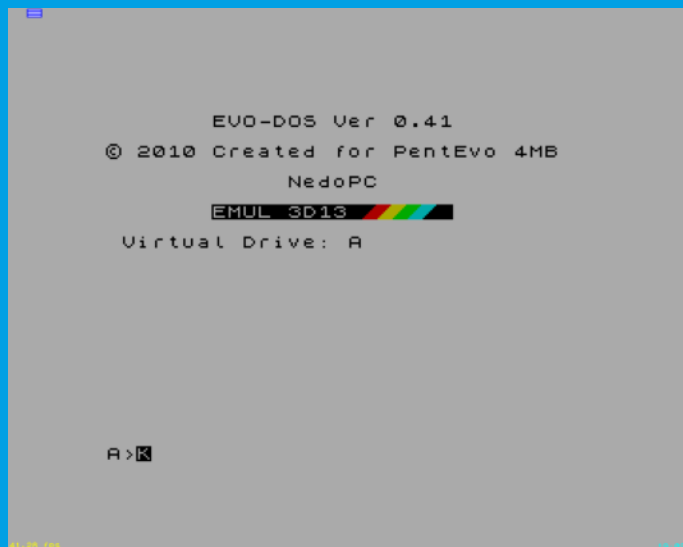 EVO-DOS Ver 0.41
© 2010 Created for PentEvo 4MB
NedoPC
EMUL 3D13
Virtual Drive: A
A>K